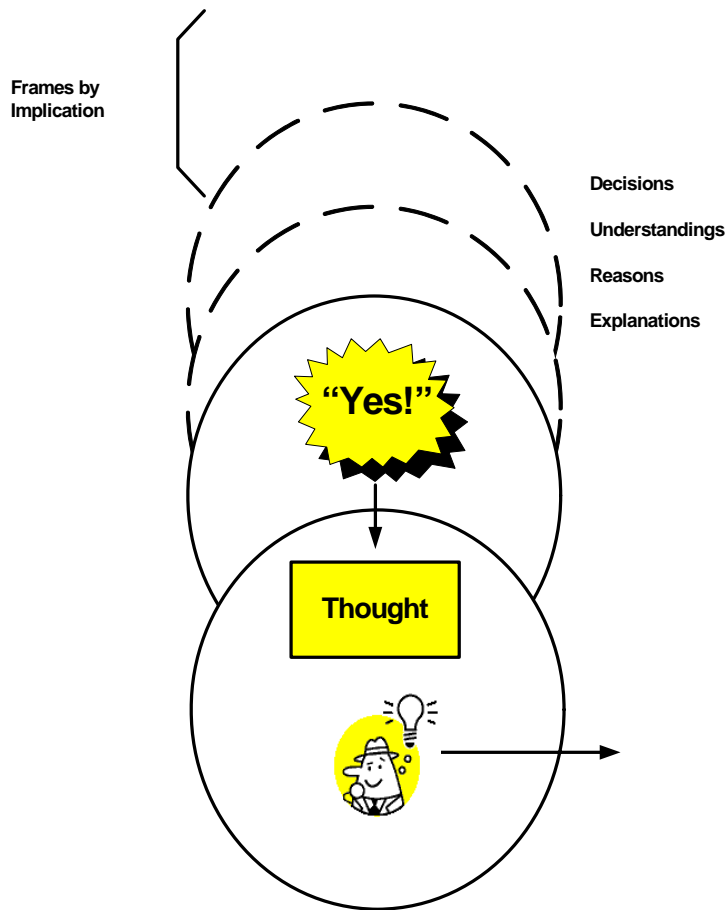 Frames by
Implication
Decisions
Understandings
Reasons
Explanations
“Yes!”
Thought